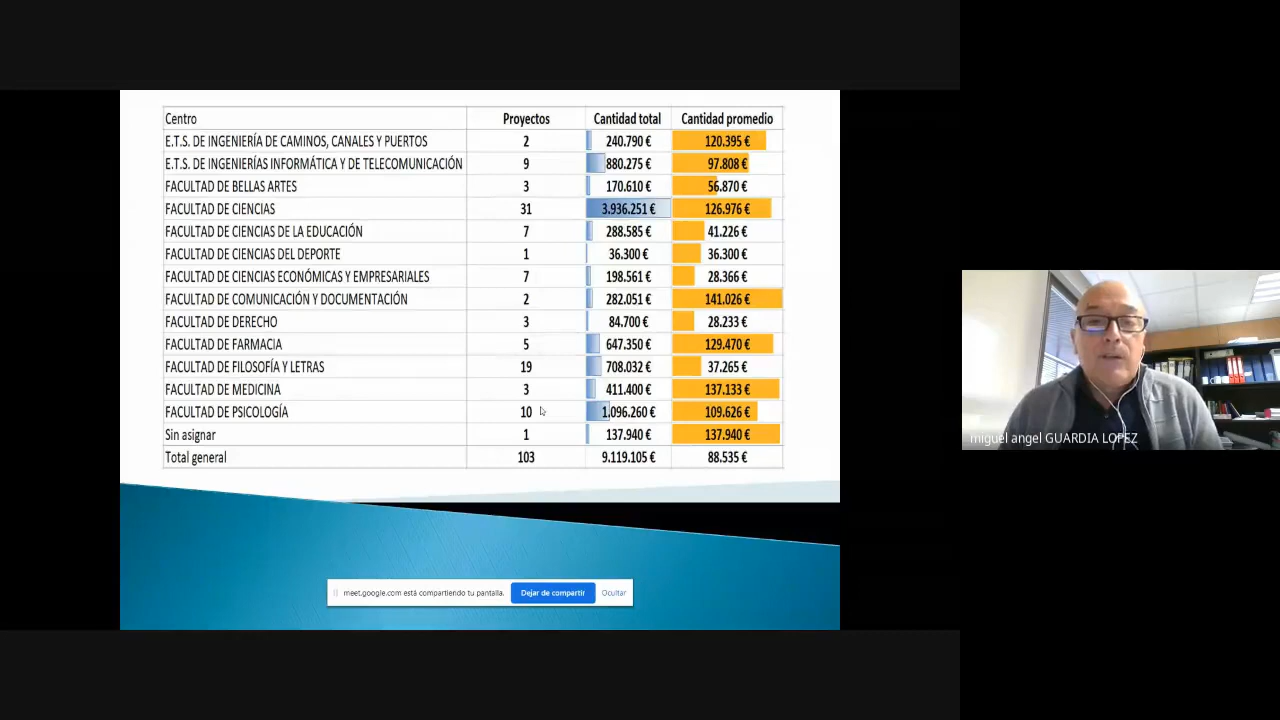 Centro Proyectos Cantidad total Cantidad promedio
E.T.S. DE INGENIERÍA DE CAMINOS, CANALES Y PUERTOS 2 240.790 € 120.395 €
E.T.S. DE INGENIERÍAS INFORMÁTICA Y DE TELECOMUNICACIÓN 9 880.275 € 97.808 €
FACULTAD DE BELLAS ARTES 3 170.610 € 56.870 €
FACULTAD DE CIENCIAS 31 3.936.251 € 126.976 €
FACULTAD DE CIENCIAS DE LA EDUCACIÓN 7 288.585 € 41.226 €
FACULTAD DE CIENCIAS DEL DEPORTE 1 36.300 € 36.300 €
FACULTAD DE CIENCIAS ECONÓMICAS Y EMPRESARIALES 7 198.561 € 28.366 €
FACULTAD DE COMUNICACIÓN Y DOCUMENTACIÓN 2 282.051 € 141.026 €
FACULTAD DE DERECHO 3 84.700 € 28.233 €
FACULTAD DE FARMACIA 5 647.350 € 129.470 €
FACULTAD DE FILOSOFÍA Y LETRAS 19 708.032 € 37.265 €
FACULTAD DE MEDICINA 3 411.400 € 137.133 €
FACULTAD DE PSICOLOGÍA 10 1.096.260 € 109.626 €
Sin asignar 1 137.940 € 137.940 €
Total general 103 9.119.105 € 88.535 €
miguel angel GUARDIA LOPEZ
meet.google.com está compartiendo tu pantalla. Dejar de compartir Ocultar